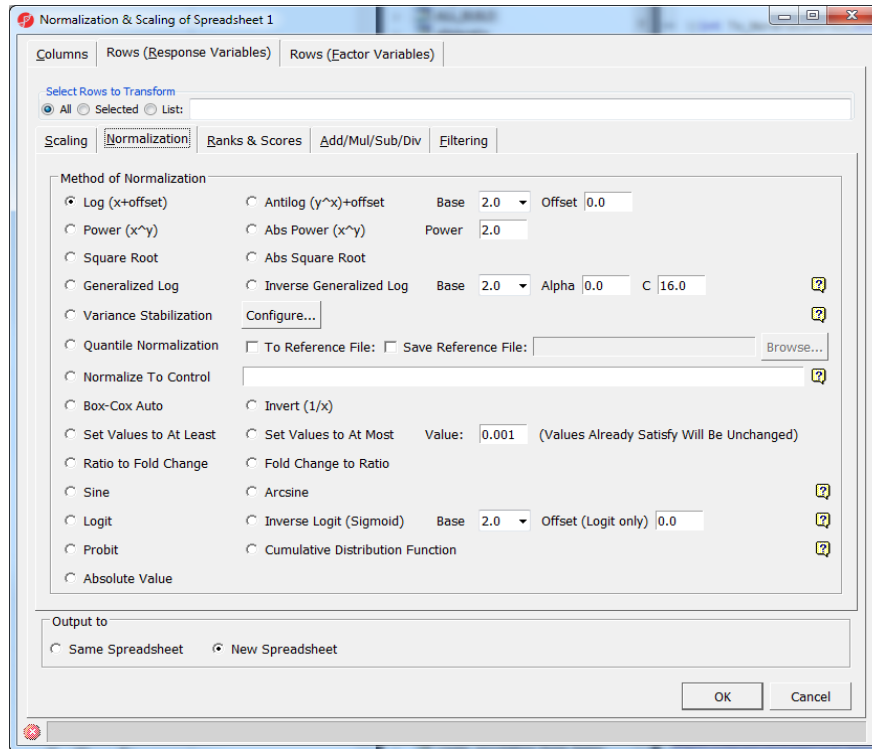 Normalization & Scaling of Spreadsheet 1
Columns Rows (Response Variables) Rows (Factor Variables)
Select Rows to Transform
All Selected List:
Scaling Normalization Ranks & Scores Add/Mul/Sub/Div Filtering
Method of Normalization
Log (x+offset) Antilog (y^x)+offset Base 2.0 Offset 0.0
Power (x^y) Abs Power (x^y) Power 2.0
Square Root Abs Square Root
Generalized Log Inverse Generalized Log Base 2.0 Alpha 0.0 C 16.0 ?
Variance Stabilization Configure... ?
Quantile Normalization To Reference File: Save Reference File: Browse...
Normalize To Control ?
Box-Cox Auto Invert (1/x)
Set Values to At Least Set Values to At Most Value: 0.001 (Values Already Satisfy Will Be Unchanged)
Ratio to Fold Change Fold Change to Ratio
Sine Arcsine ?
Logit Inverse Logit (Sigmoid) Base 2.0 Offset (Logit only) 0.0 ?
Probit Cumulative Distribution Function ?
Absolute Value
Output to
Same Spreadsheet New Spreadsheet
OK Cancel